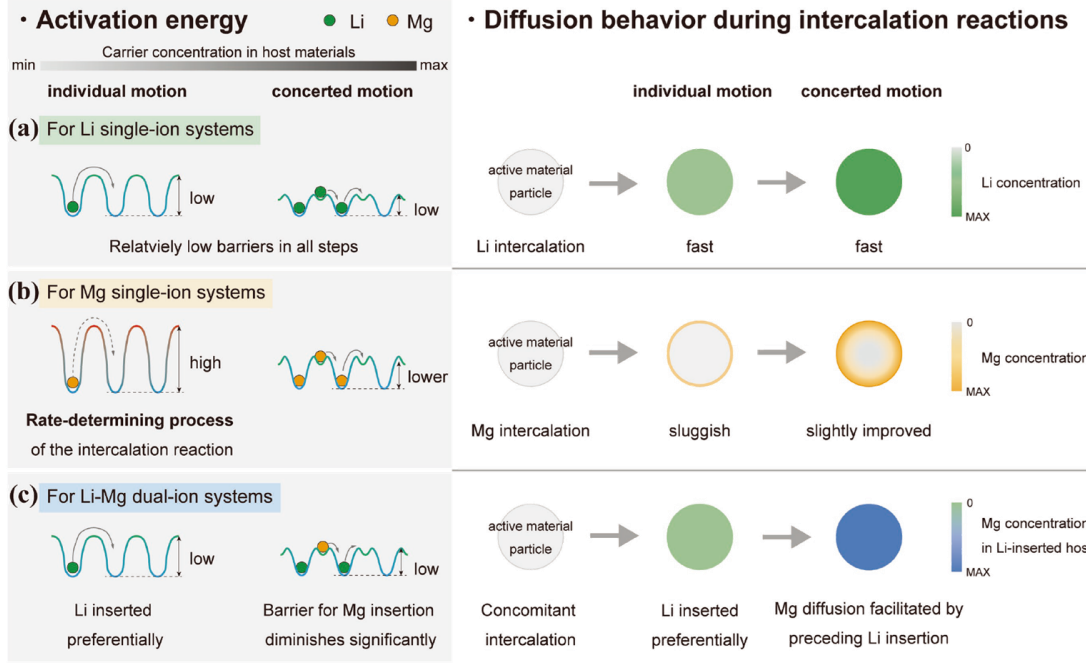 · Activation energy
Li
Mg
Carrier concentration in host materials
min
max
individual motion
concerted motion
(a) For Li single-ion systems
low
low
Relatviely low barriers in all steps
(b) For Mg single-ion systems
high
lower
Rate-determining process
of the intercalation reaction
(c) For Li-Mg dual-ion systems
low
low
Li inserted
preferentially
Barrier for Mg insertion
diminishes significantly
· Diffusion behavior during intercalation reactions
individual motion
concerted motion
active material
particle
0
Li concentration
MAX
Li intercalation
fast
fast
active material
particle
0
Mg concentration
MAX
Mg intercalation
sluggish
slightly improved
active material
particle
0
Mg concentration
in Li-inserted host
MAX
Concomitant
intercalation
Li inserted
preferentially
Mg diffusion facilitated by
preceding Li insertion